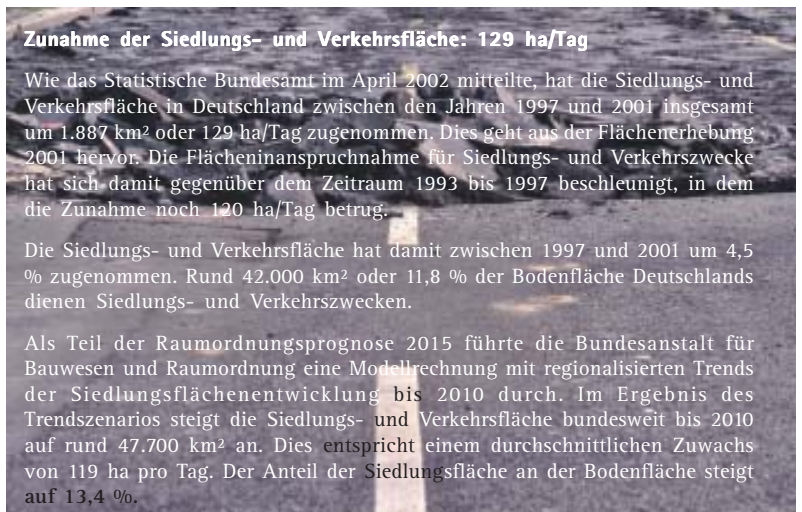 Zunahme der Siedlungs- und Verkehrsfläche: 129 ha/Tag
Wie das Statistische Bundesamt im April 2002 mitteilte, hat die Siedlungs- und
Verkehrsfläche in Deutschland zwischen den Jahren 1997 und 2001 insgesamt
um 1.887 km² oder 129 ha/Tag zugenommen. Dies geht aus der Flächenerhebung
2001 hervor. Die Flächeninanspruchnahme für Siedlungs- und Verkehrszwecke
hat sich damit gegenüber dem Zeitraum 1993 bis 1997 beschleunigt, in dem
die Zunahme noch 120 ha/Tag betrug.
Die Siedlungs- und Verkehrsfläche hat damit zwischen 1997 und 2001 um 4,5
% zugenommen. Rund 42.000 km² oder 11,8 % der Bodenfläche Deutschlands
dienen Siedlungs- und Verkehrszwecken.
Als Teil der Raumordnungsprognose 2015 führte die Bundesanstalt für
Bauwesen und Raumordnung eine Modellrechnung mit regionalisierten Trends
der Siedlungsflächenentwicklung bis 2010 durch. Im Ergebnis des
Trendszenarios steigt die Siedlungs- und Verkehrsfläche bundesweit bis 2010
auf rund 47.700 km² an. Dies entspricht einem durchschnittlichen Zuwachs
von 119 ha pro Tag. Der Anteil der Siedlungsfläche an der Bodenfläche steigt
auf 13,4 %.